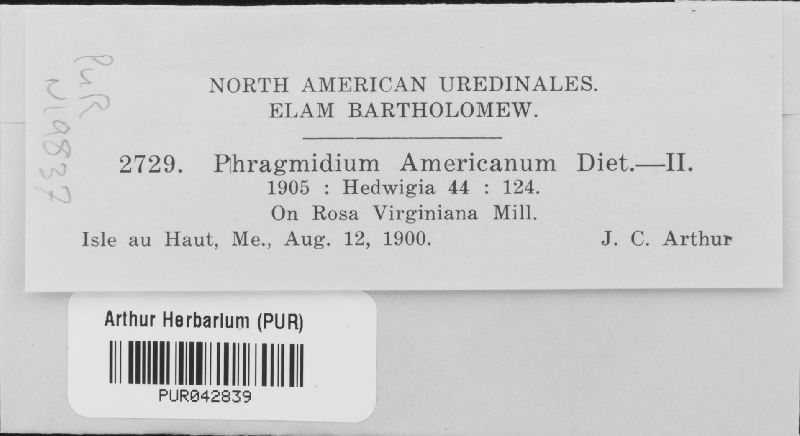 PUR
N19837
NORTH AMERICAN UREDINALES.
ELAM BARTHOLOMEW.
2729. Phragmidium Americanum Diet.—II.
1905 : Hedwigia 44 : 124.
On Rosa Virginiana Mill.
Isle au Haut, Me., Aug. 12, 1900. J. C. Arthur
Arthur Herbarium (PUR)
PUR042839